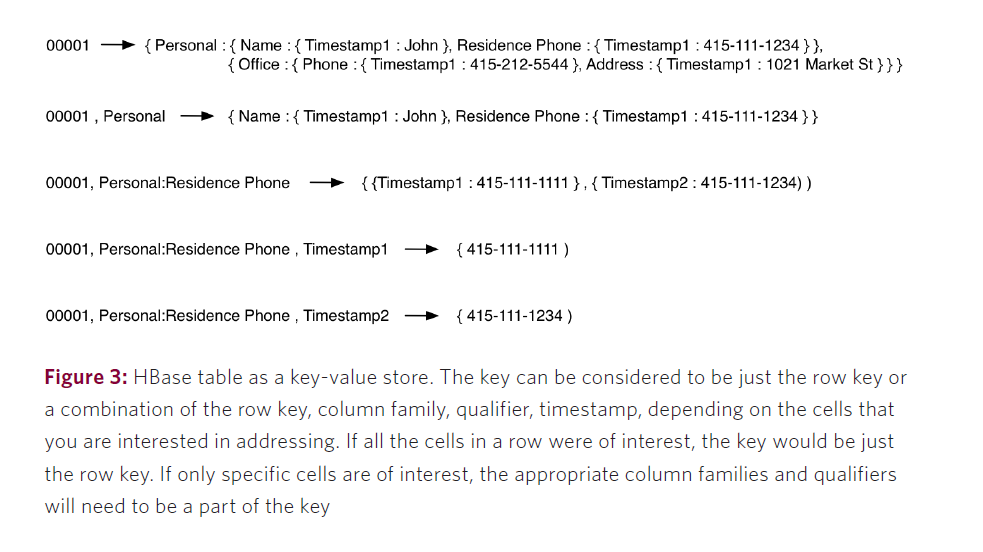 00001 → { Personal : { Name : { Timestamp1 : John }, Residence Phone : { Timestamp1 : 415-111-1234 } },
{ Office : { Phone : { Timestamp1 : 415-212-5544 }, Address : { Timestamp1 : 1021 Market St } } }
00001 , Personal → { Name : { Timestamp1 : John }, Residence Phone : { Timestamp1 : 415-111-1234 } }
00001, Personal:Residence Phone → { {Timestamp1 : 415-111-1111 } , { Timestamp2 : 415-111-1234) )
00001, Personal:Residence Phone , Timestamp1 → { 415-111-1111 )
00001, Personal:Residence Phone , Timestamp2 → { 415-111-1234 )
Figure 3: HBase table as a key-value store. The key can be considered to be just the row key or
a combination of the row key, column family, qualifier, timestamp, depending on the cells that
you are interested in addressing. If all the cells in a row were of interest, the key would be just
the row key. If only specific cells are of interest, the appropriate column families and qualifiers
will need to be a part of the key